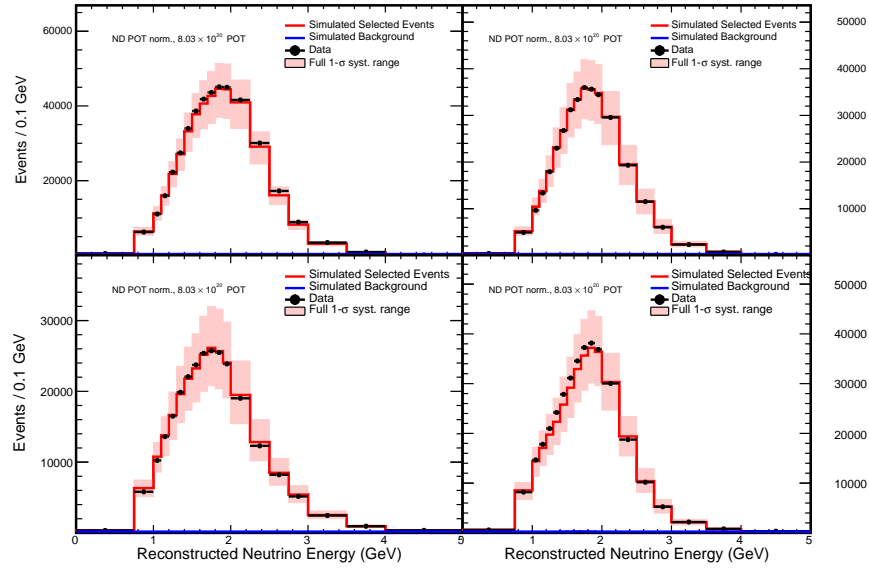 60000
40000
20000
Events / 0.1 GeV
ND POT norm., 8.03 × 10²⁰ POT
Simulated Selected Events
Simulated Background
Data
Full 1-σ syst. range
ND POT norm., 8.03 × 10²⁰ POT
Simulated Selected Events
Simulated Background
Data
Full 1-σ syst. range
50000
40000
30000
20000
10000
0
30000
20000
10000
Events / 0.1 GeV
ND POT norm., 8.03 × 10²⁰ POT
Simulated Selected Events
Simulated Background
Data
Full 1-σ syst. range
ND POT norm., 8.03 × 10²⁰ POT
Simulated Selected Events
Simulated Background
Data
Full 1-σ syst. range
50000
40000
30000
20000
10000
0
0 1 2 3 4 5
1 2 3 4 5
Reconstructed Neutrino Energy (GeV)
Reconstructed Neutrino Energy (GeV)